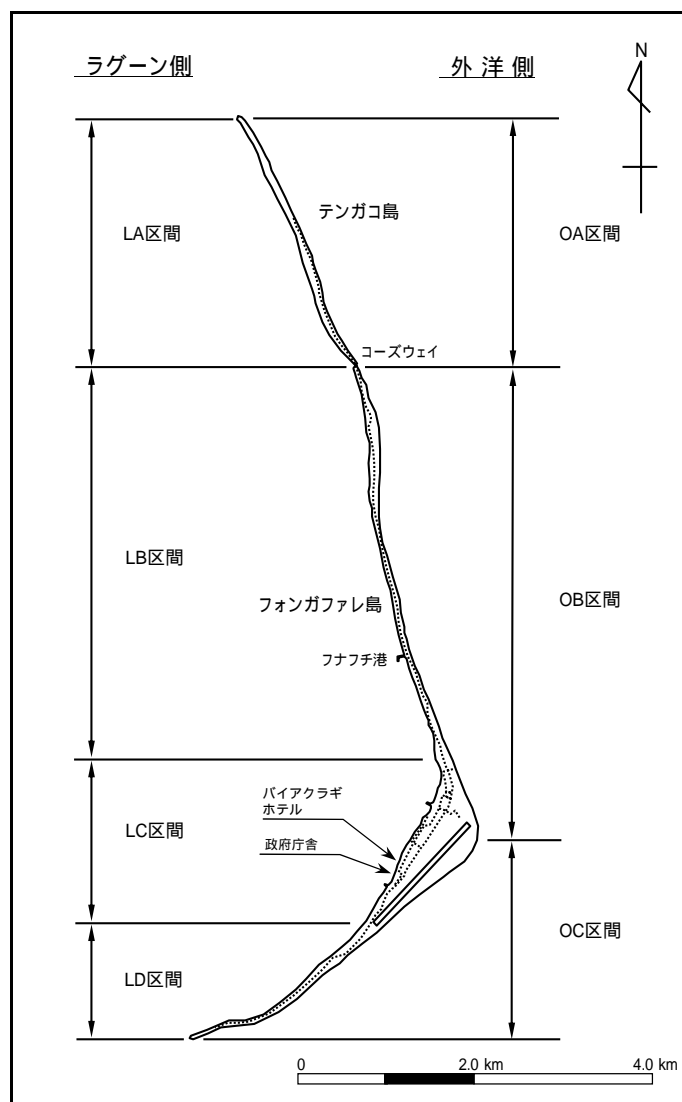 ラグーン側
外洋側
N
テンガコ島
LA区間
OA区間
コーズウェイ
LB区間
OB区間
フォンガファレ島
フナフチ港
バイアクラギ
ホテル
LC区間
政府庁舎
OC区間
LD区間
0 2.0 km 4.0 km